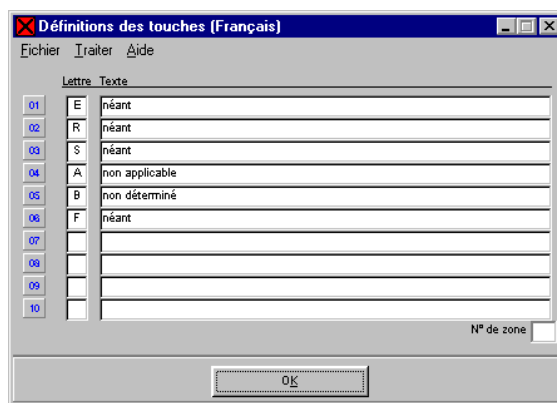 Définitions des touches (Français)
Fichier Traiter Aide
Lettre Texte
01 E néant
02 R néant
03 S néant
04 A non applicable
05 B non déterminé
06 F néant
07
08
09
10
N° de zone
OK